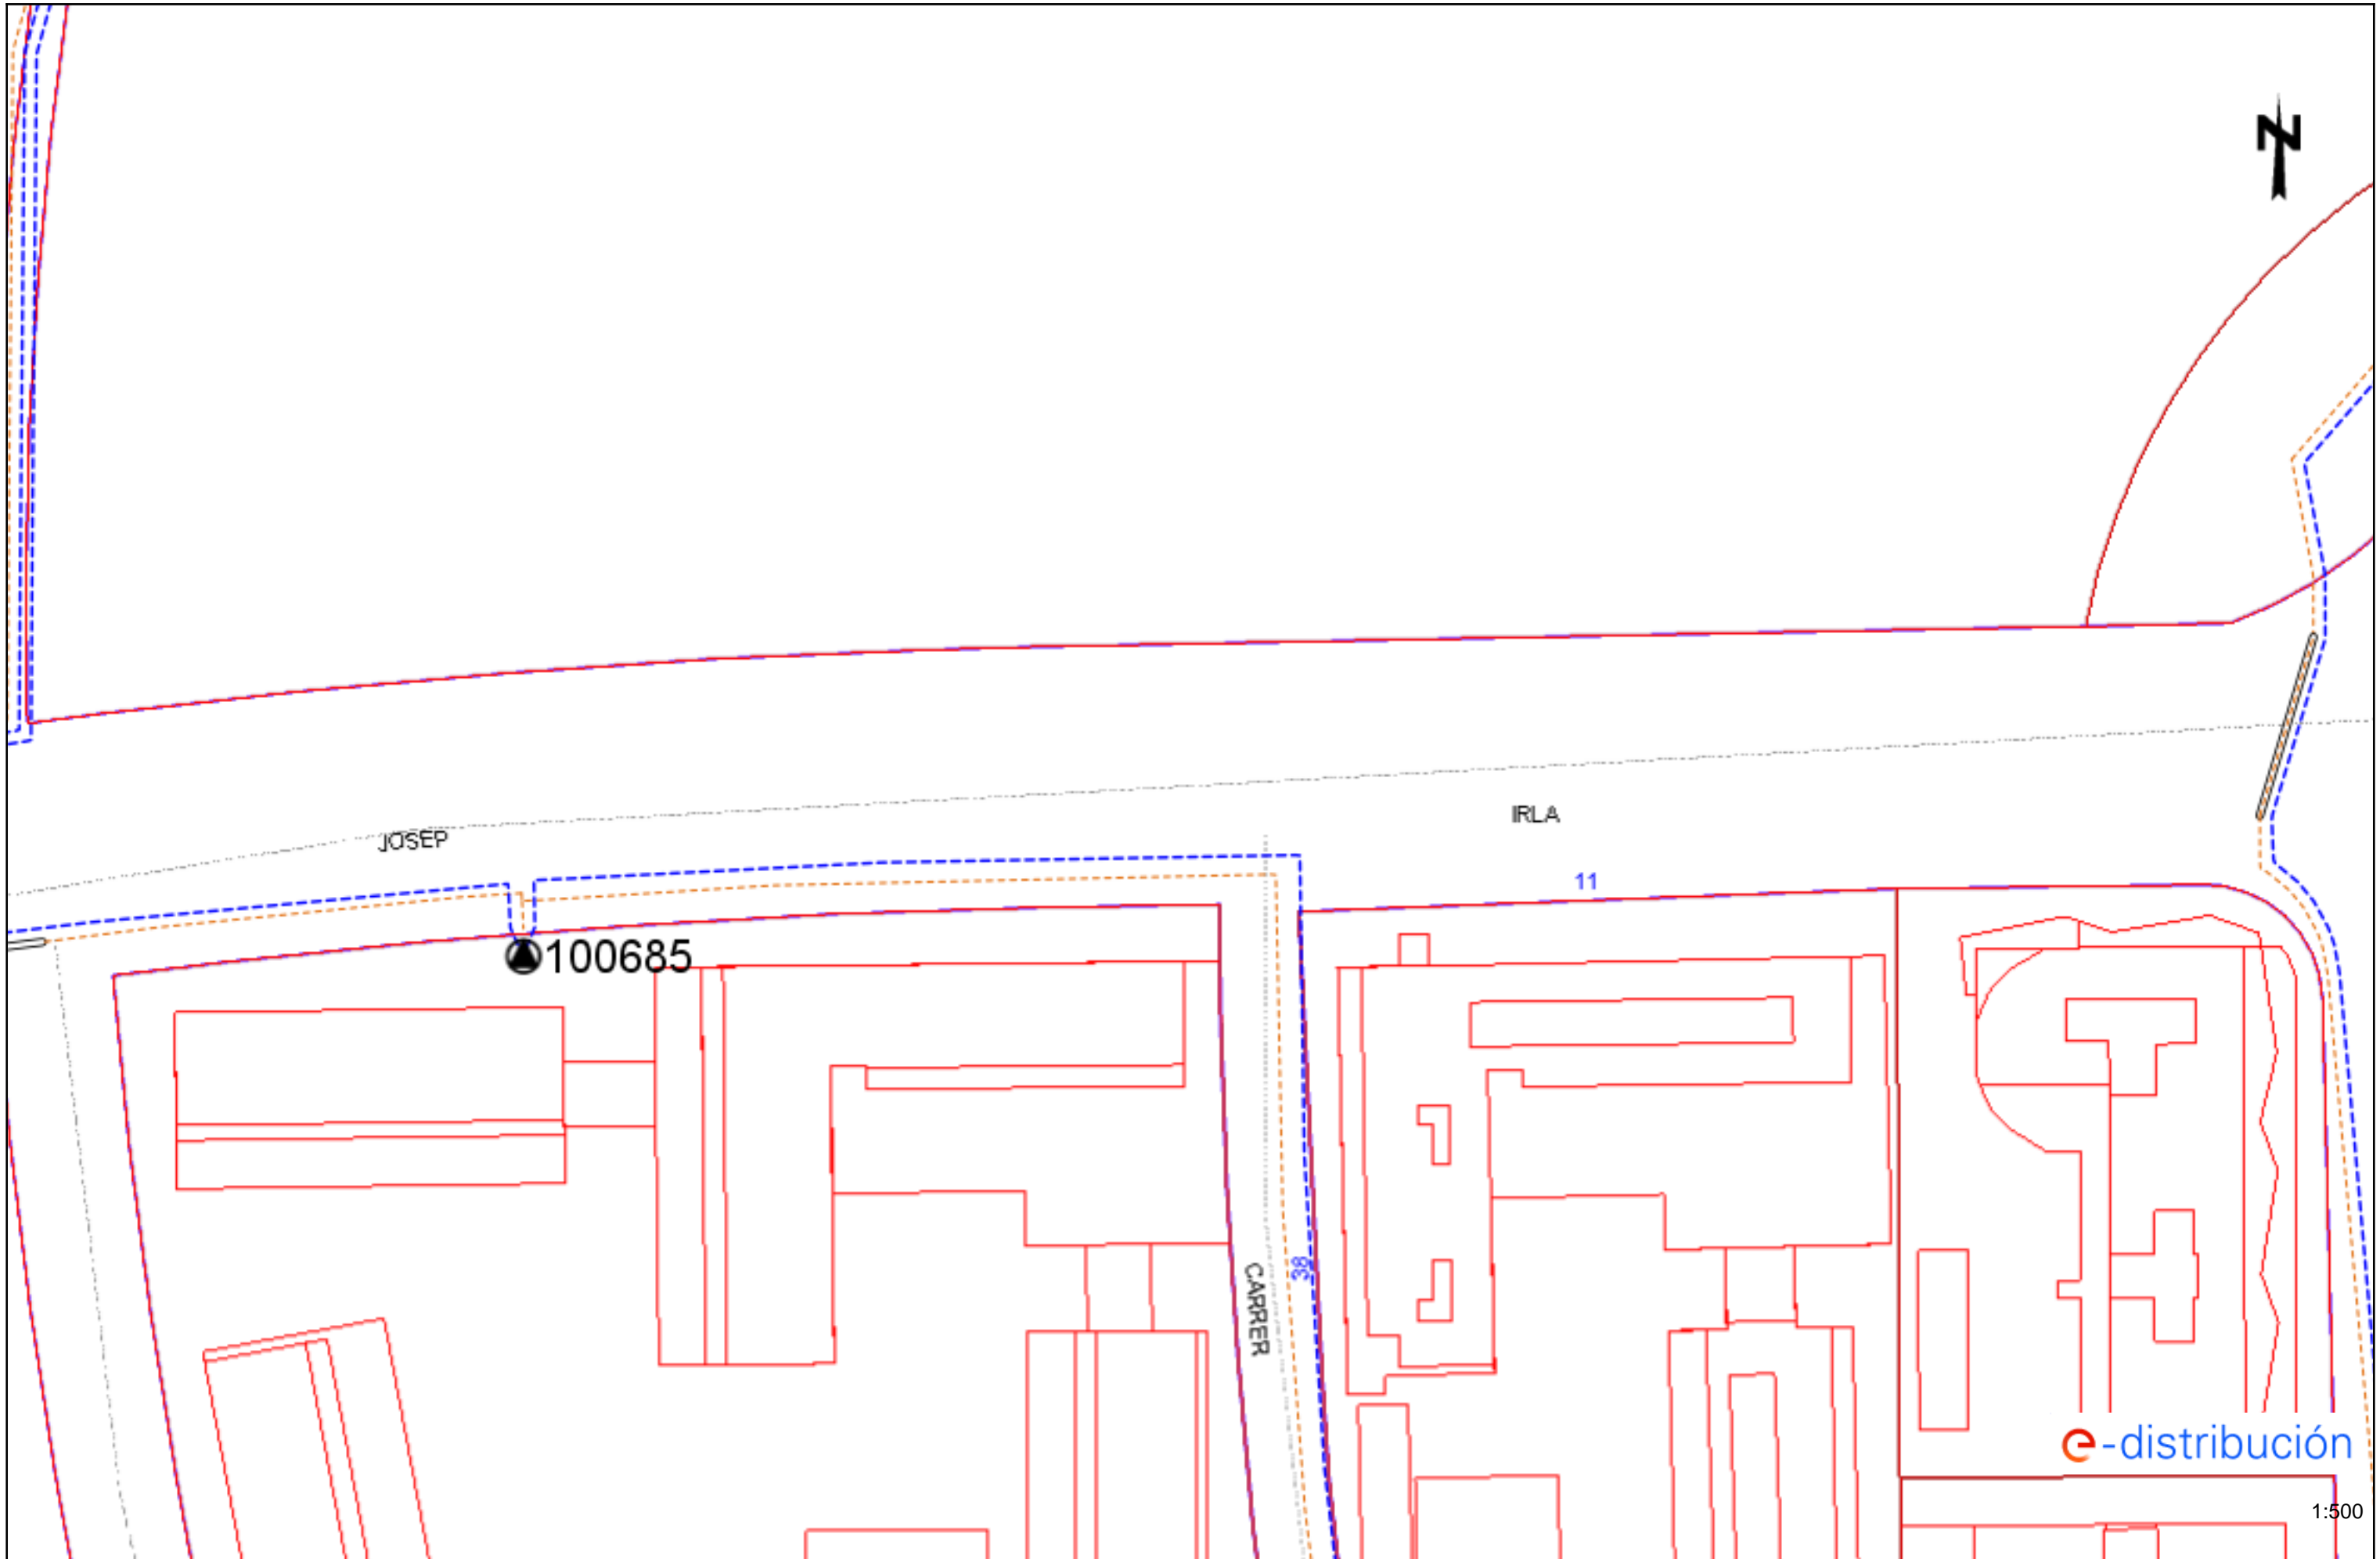 N
IRLA
JOSEP
11
100685
38
CARRER
e-distribución
1:500